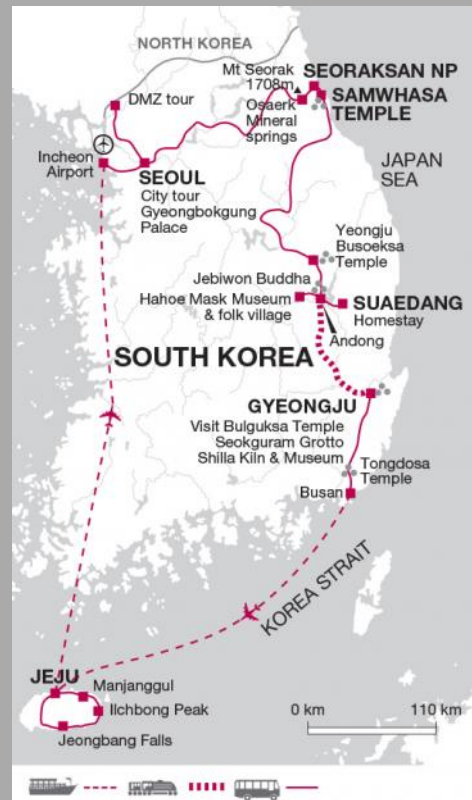 NORTH KOREA
Mt Seorak
1708m
SEORAKSAN NP
DMZ tour
Osaerk
Mineral
springs
SAMWHASA
TEMPLE
Incheon
Airport
SEOUL
City tour
Gyeongbokgung
Palace
JAPAN
SEA
Yeongju
Busoeksa
Temple
Jebiwon Buddha
Hahoe Mask Museum
& folk village
SUAEDANG
Homestay
Andong
SOUTH KOREA
GYEONGJU
Visit Bulguksa Temple
Seokguram Grotto
Shilla Kiln & Museum
Tongdosa
Temple
Busan
KOREA STRAIT
JEJU
Manjanggul
Ilchbong Peak
Jeongbang Falls
0 km
110 km